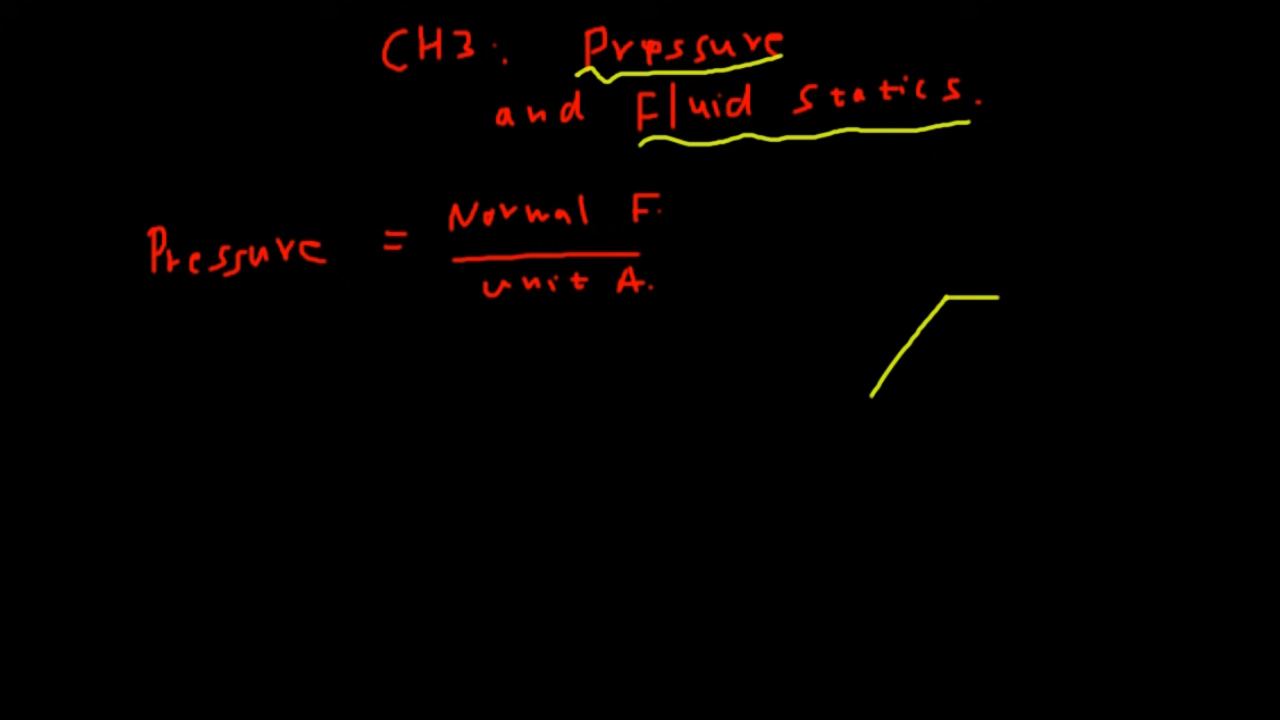 CH3: Pressure
and Fluid statics.
Pressure = Normal F.
unit A.